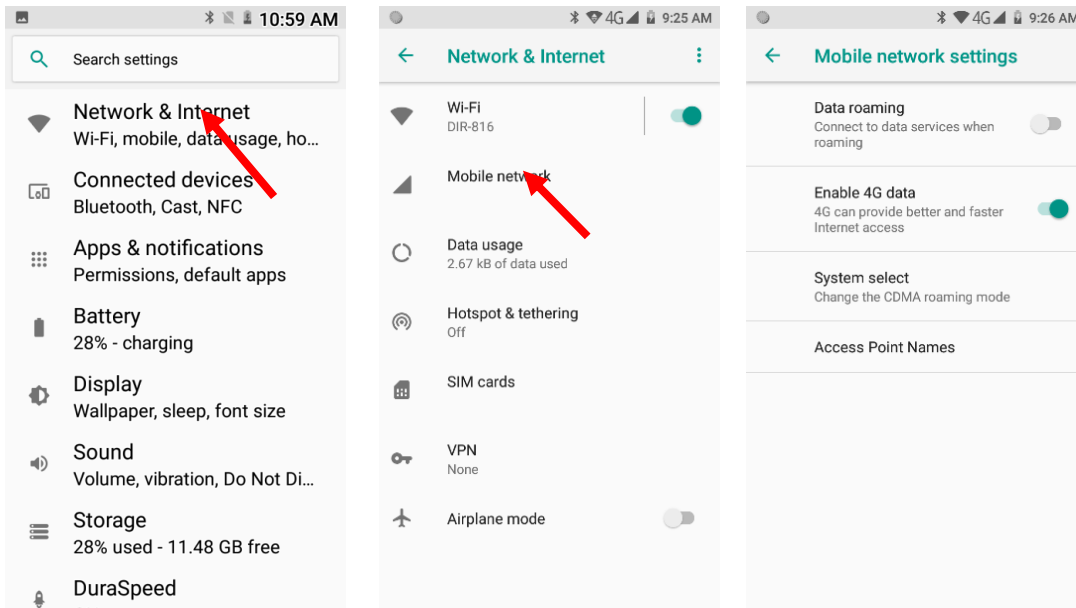 10:59 AM
Search settings
Network & Internet
Wi-Fi, mobile, data usage, ho...
Connected devices
Bluetooth, Cast, NFC
Apps & notifications
Permissions, default apps
Battery
28% - charging
Display
Wallpaper, sleep, font size
Sound
Volume, vibration, Do Not Di...
Storage
28% used - 11.48 GB free
DuraSpeed
4G 9:25 AM
Network & Internet
Wi-Fi
DIR-816
Mobile network
Data usage
2.67 kB of data used
Hotspot & tethering
Off
SIM cards
VPN
None
Airplane mode
4G 9:26 AM
Mobile network settings
Data roaming
Connect to data services when
roaming
Enable 4G data
4G can provide better and faster
Internet access
System select
Change the CDMA roaming mode
Access Point Names